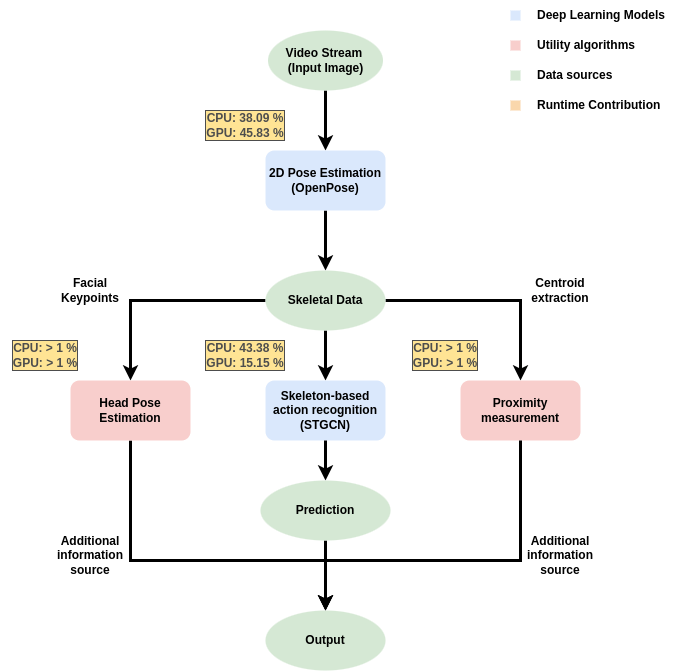 Deep Learning Models
Utility algorithms
Data sources
Runtime Contribution
Video Stream
(Input Image)
CPU: 38.09 %
GPU: 45.83 %
2D Pose Estimation
(OpenPose)
Facial
Keypoints
Skeletal Data
Centroid
extraction
CPU: > 1 %
GPU: > 1 %
CPU: 43.38 %
GPU: 15.15 %
CPU: > 1 %
GPU: > 1 %
Head Pose
Estimation
Skeleton-based
action recognition
(STGCN)
Proximity
measurement
Prediction
Additional
information
source
Additional
information
source
Output